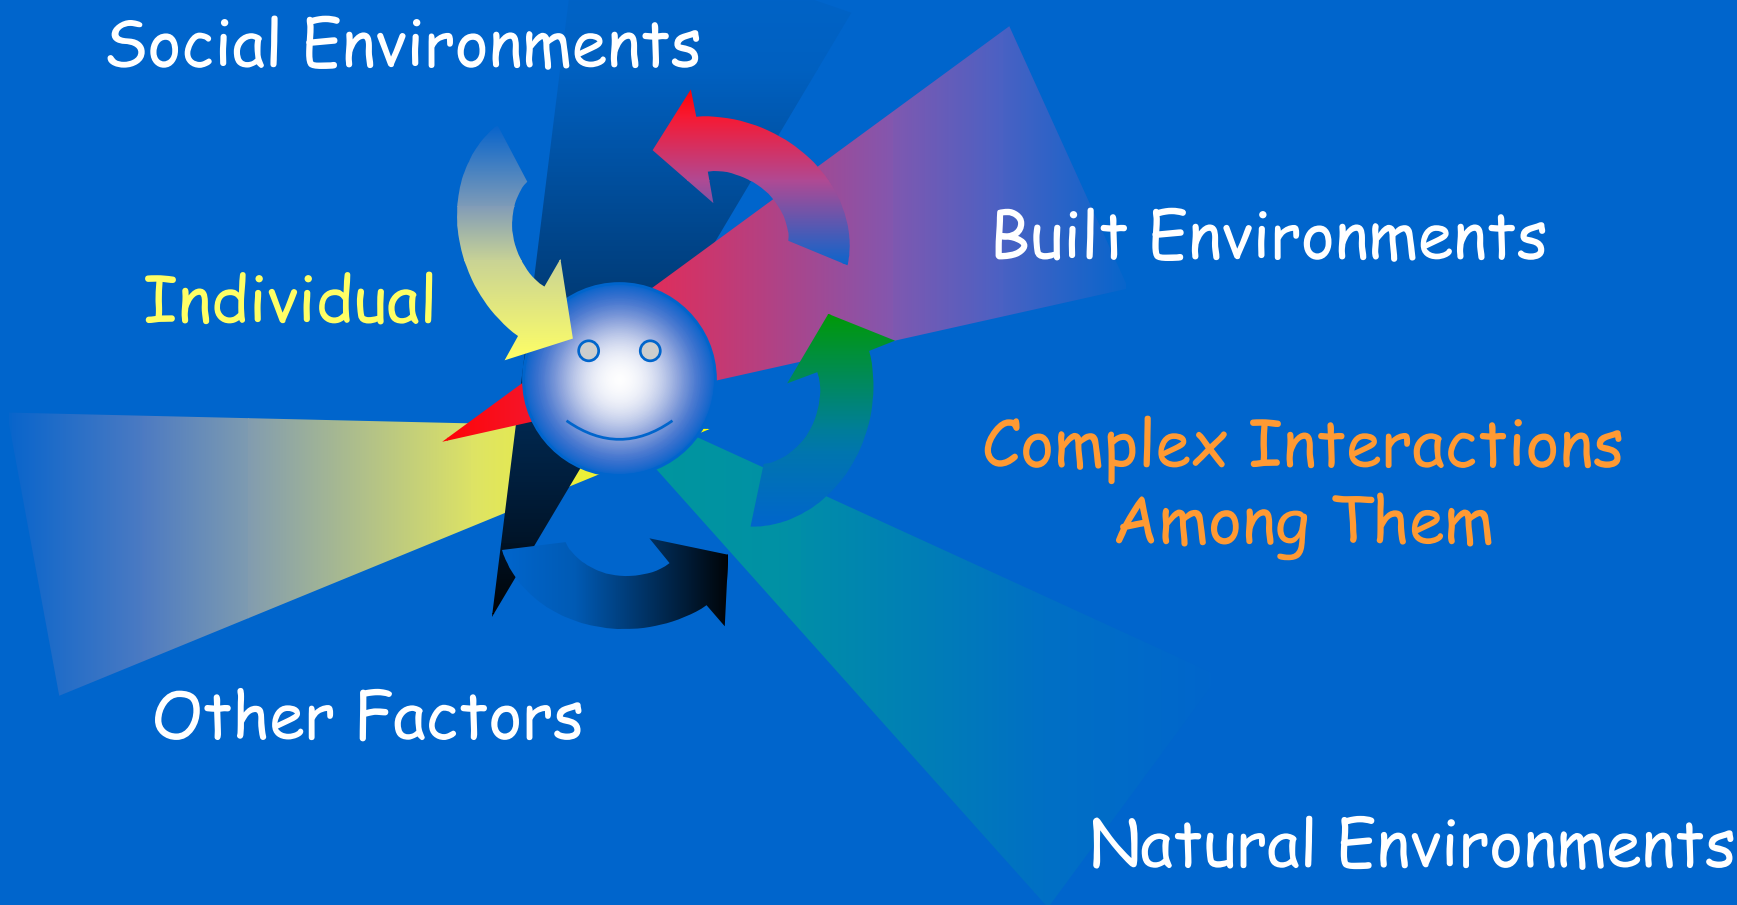 Social Environments
Built Environments
Individual
Complex Interactions
Among Them
Other Factors
Natural Environments